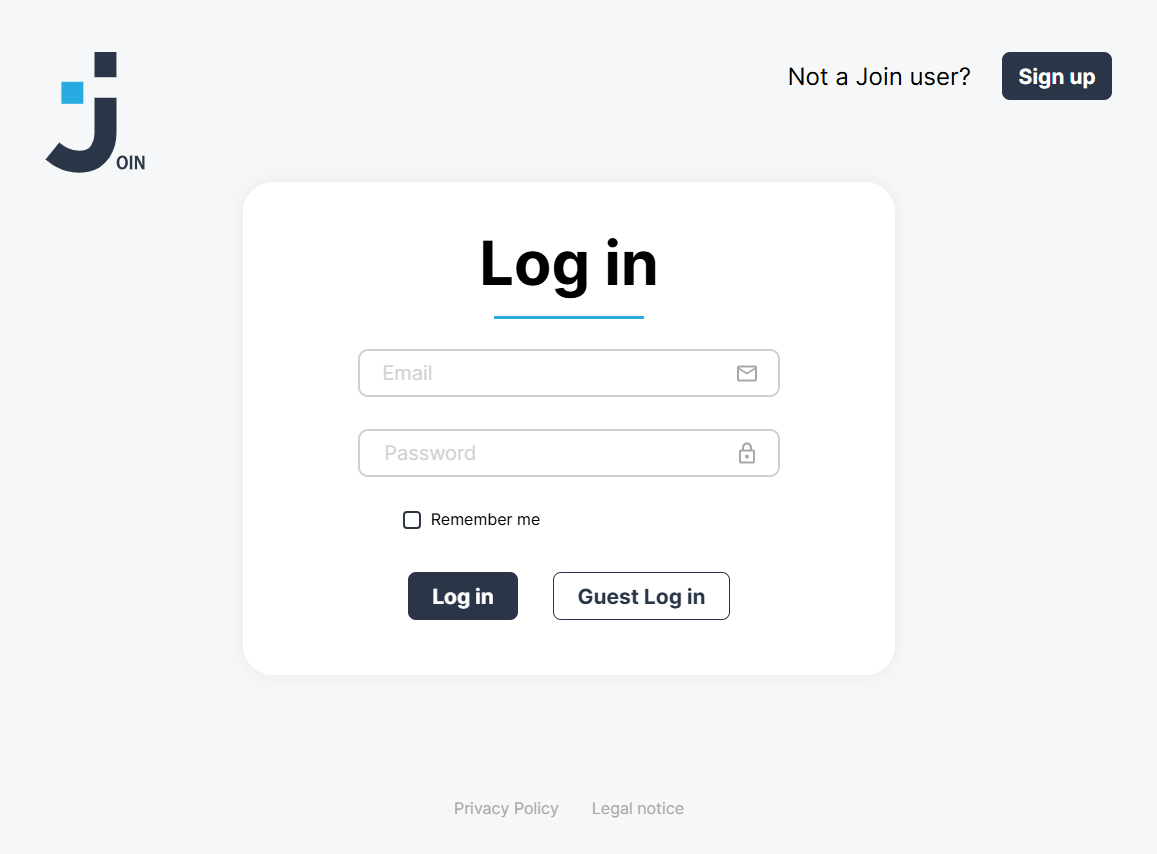 Not a Join user?
Sign up
JOIN
Log in
Email
Password
Remember me
Log in
Guest Log in
Privacy Policy
Legal notice